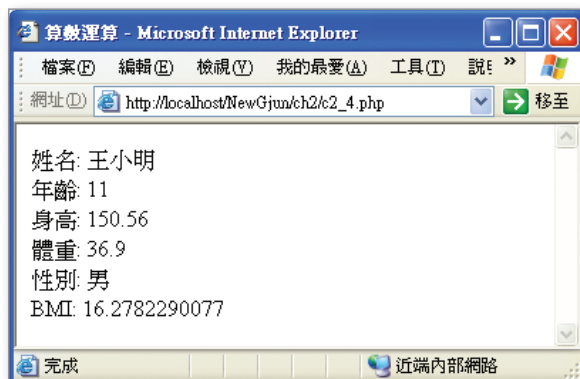 算數運算 - Microsoft Internet Explorer
檔案(F) 編輯(E) 檢視(V) 我的最愛(A) 工具(T) »
網址(D) http://localhost/NewGjun/ch2/c2_4.php 移至
姓名: 王小明
年齡: 11
身高: 150.56
體重: 36.9
性別: 男
BMI: 16.2782290077
完成 近端內部網路